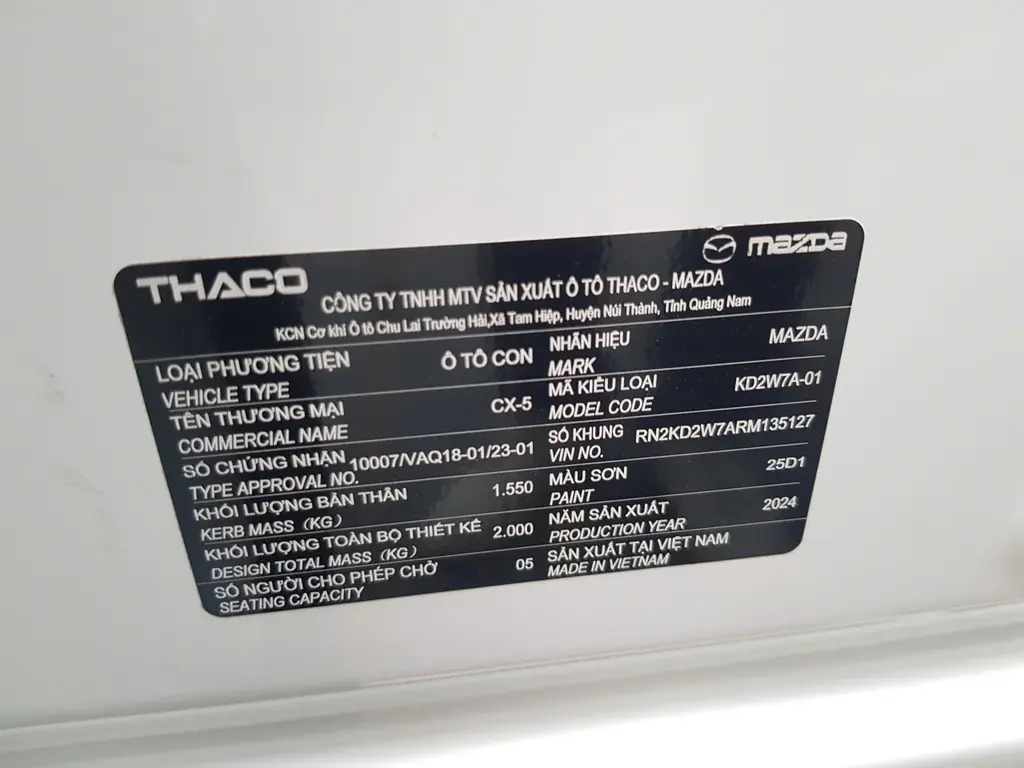 THACO
mazda
CÔNG TY TNHH MTV SẢN XUẤT Ô TÔ THACO - MAZDA
KCN Cơ khí Ô tô Chu Lai Trường Hải,Xã Tam Hiệp, Huyện Núi Thành, Tỉnh Quảng Nam
LOẠI PHƯƠNG TIỆN Ô TÔ CON
VEHICLE TYPE
TÊN THƯƠNG MẠI CX-5
COMMERCIAL NAME
SỐ CHỨNG NHẬN 10007/VAQ18-01/23-01
TYPE APPROVAL NO.
KHỐI LƯỢNG BẢN THÂN 1.550
KERB MASS (KG)
KHỐI LƯỢNG TOÀN BỘ THIẾT KẾ 2.000
DESIGN TOTAL MASS (KG)
SỐ NGƯỜI CHO PHÉP CHỞ 05
SEATING CAPACITY
NHÃN HIỆU MAZDA
MARK
MÃ KIỂU LOẠI KD2W7A-01
MODEL CODE
SỐ KHUNG RN2KD2W7ARM135127
VIN NO.
MÀU SƠN 25D1
PAINT
NĂM SẢN XUẤT 2024
PRODUCTION YEAR
SẢN XUẤT TẠI VIỆT NAM
MADE IN VIETNAM